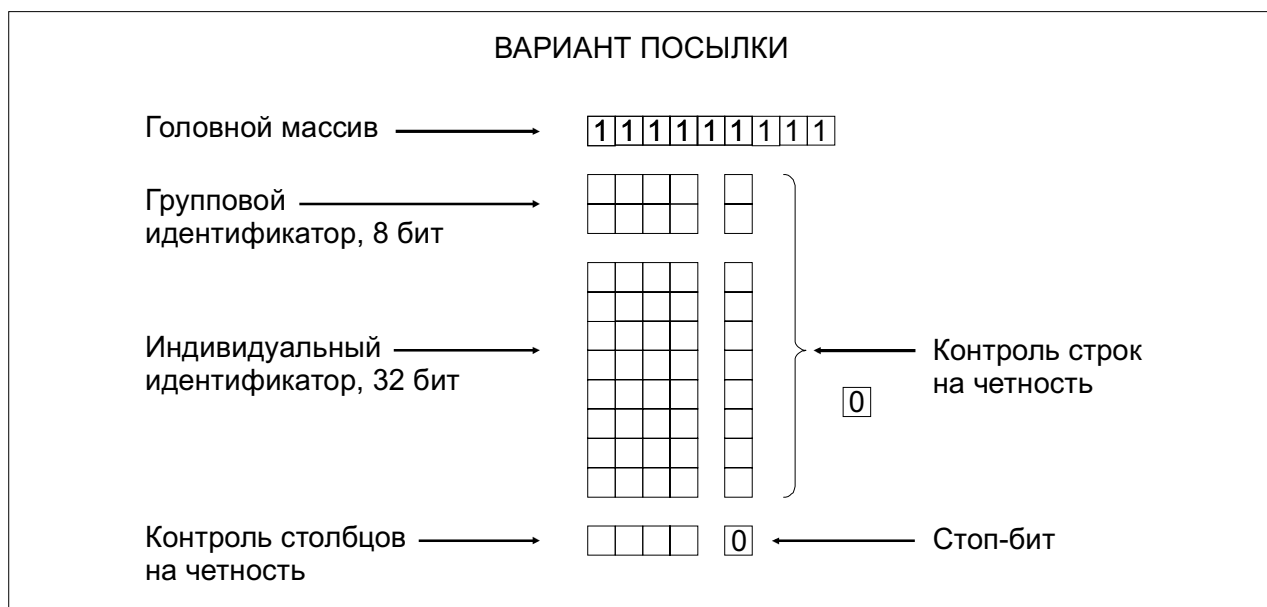 ВАРИАНТ ПОСЫЛКИ
Головной массив
1 1 1 1 1 1 1 1 1
Групповой
идентификатор, 8 бит
Индивидуальный
идентификатор, 32 бит
Контроль строк
на четность
0
Контроль столбцов
на четность
0
Стоп-бит